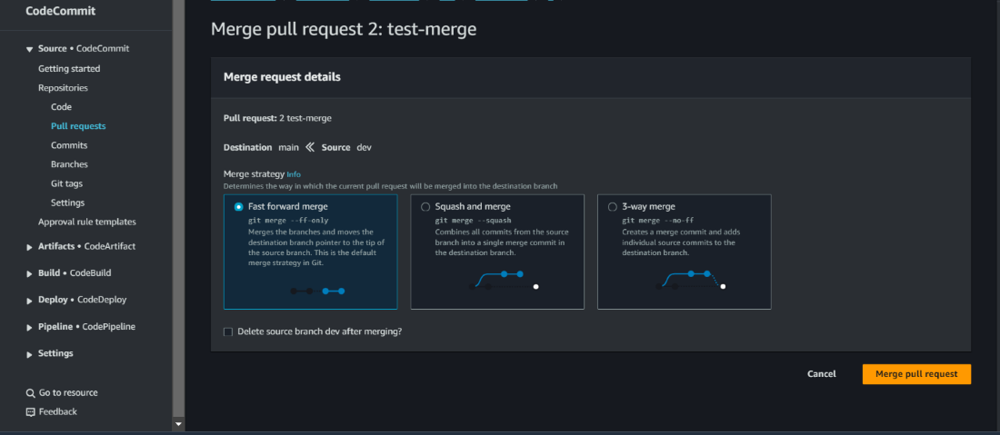 CodeCommit
Source • CodeCommit
Getting started
Repositories
Code
Pull requests
Commits
Branches
Git tags
Settings
Approval rule templates
Artifacts • CodeArtifact
Build • CodeBuild
Deploy • CodeDeploy
Pipeline • CodePipeline
Settings
Go to resource
Feedback
Merge pull request 2: test-merge
Merge request details
Pull request: 2 test-merge
Destination main Source dev
Merge strategy Info
Determines the way in which the current pull request will be merged into the destination branch
Fast forward merge
git merge --ff-only
Merges the branches and moves the
destination branch pointer to the tip of
the source branch. This is the default
merge strategy in Git.
Squash and merge
git merge --squash
Combines all commits from the source
branch into a single merge commit in
the destination branch.
3-way merge
git merge --no-ff
Creates a merge commit and adds
individual source commits to the
destination branch.
Delete source branch dev after merging?
Cancel
Merge pull request